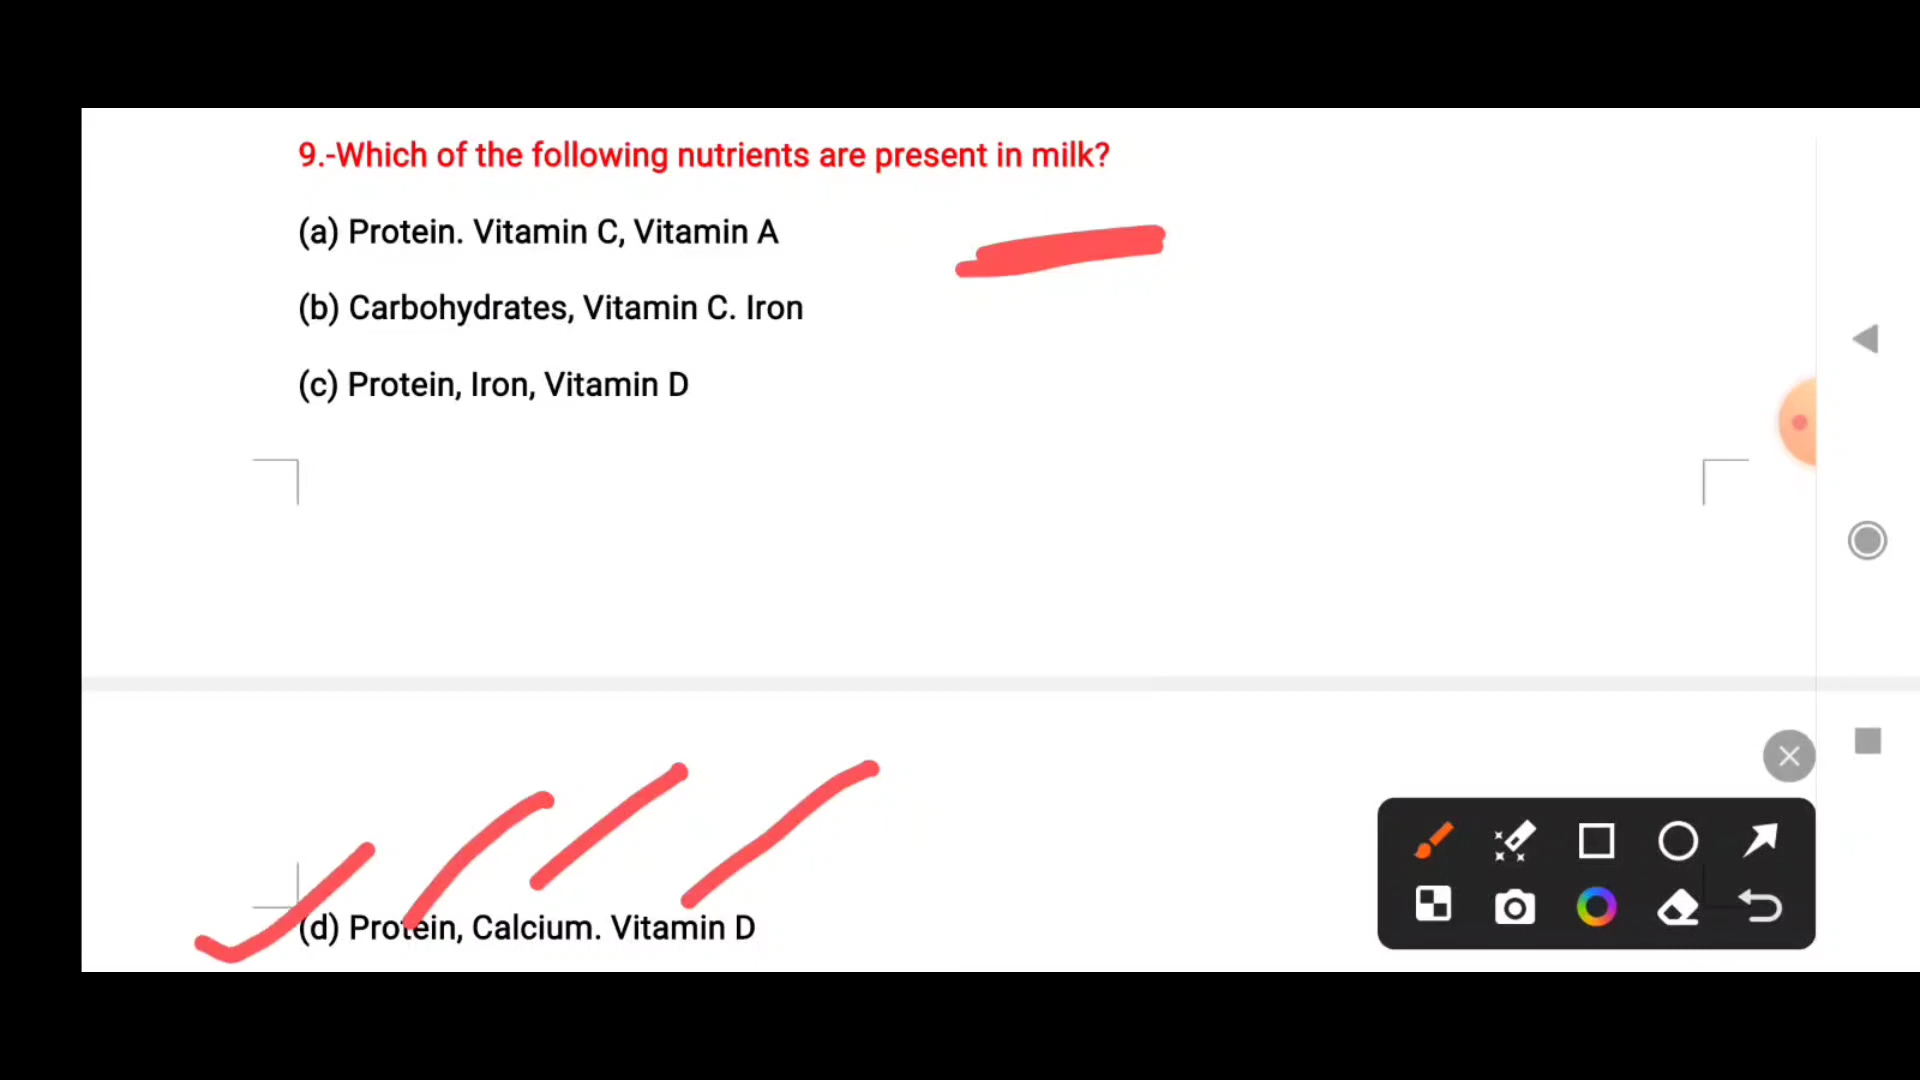 9.-Which of the following nutrients are present in milk?
(a) Protein. Vitamin C, Vitamin A
(b) Carbohydrates, Vitamin C. Iron
(c) Protein, Iron, Vitamin D
(d) Protein, Calcium. Vitamin D